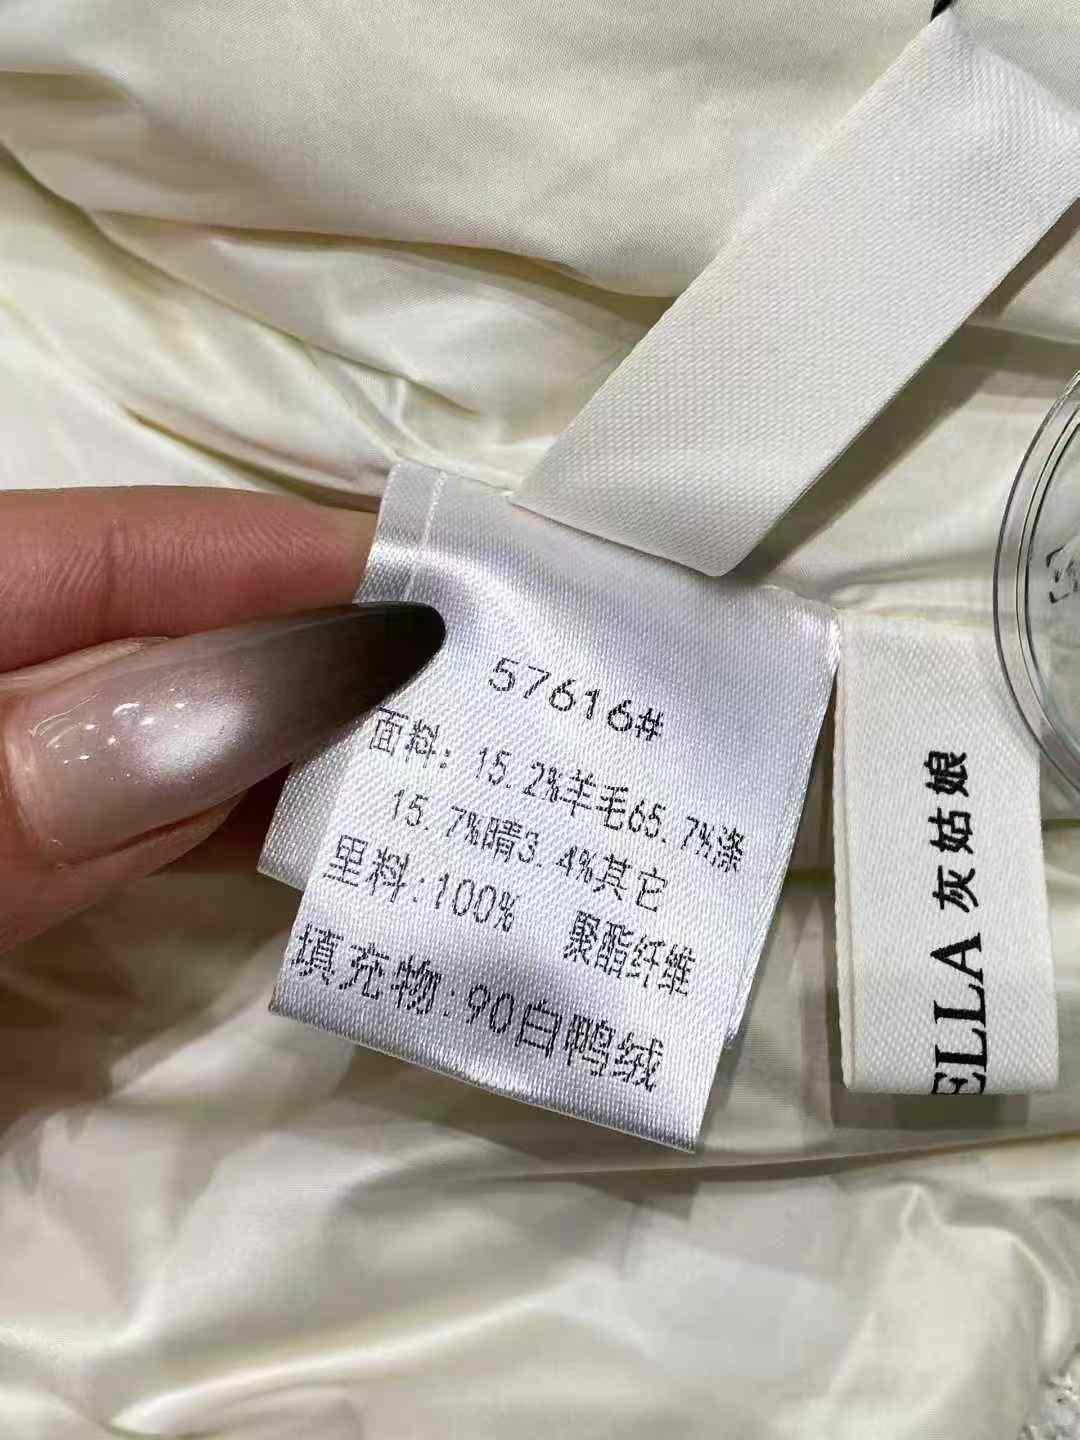 57616#
面料: 15.2%羊毛65.7%涤
15.7%晴3.4%其它
里料:100% 聚酯纤维
填充物:90白鸭绒
ELLA 灰姑娘